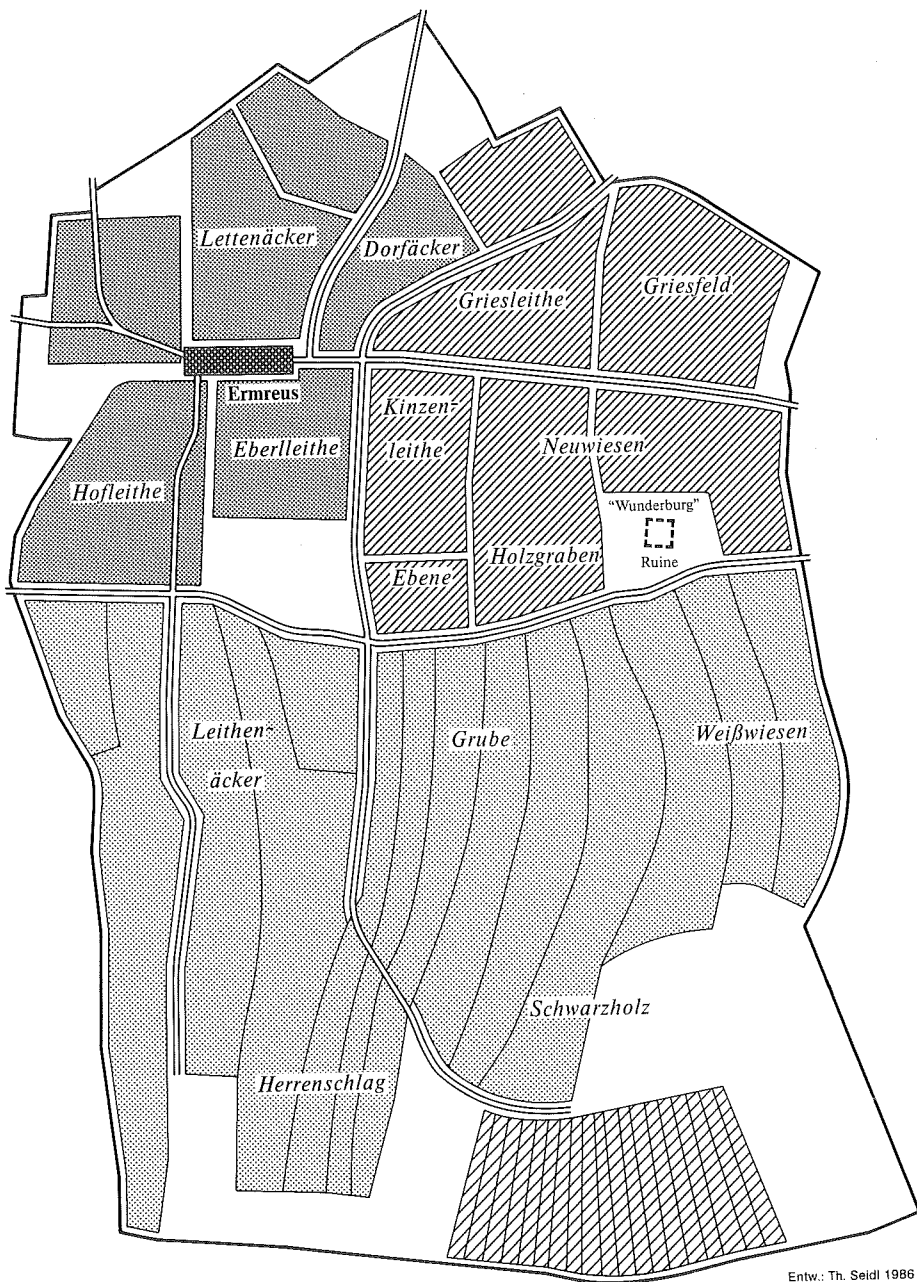 Lettenäcker
Dorfäcker
Griesleithe
Griesfeld
Ermreus
Kinzen-
leithe
Eberlleithe
Neuwiesen
Hofleithe
"Wunderburg"
Ruine
Holzgraben
Ebene
Leithen-
äcker
Grube
Weißwiesen
Schwarzholz
Herrenschlag
Entw.: Th. Seidl 1986